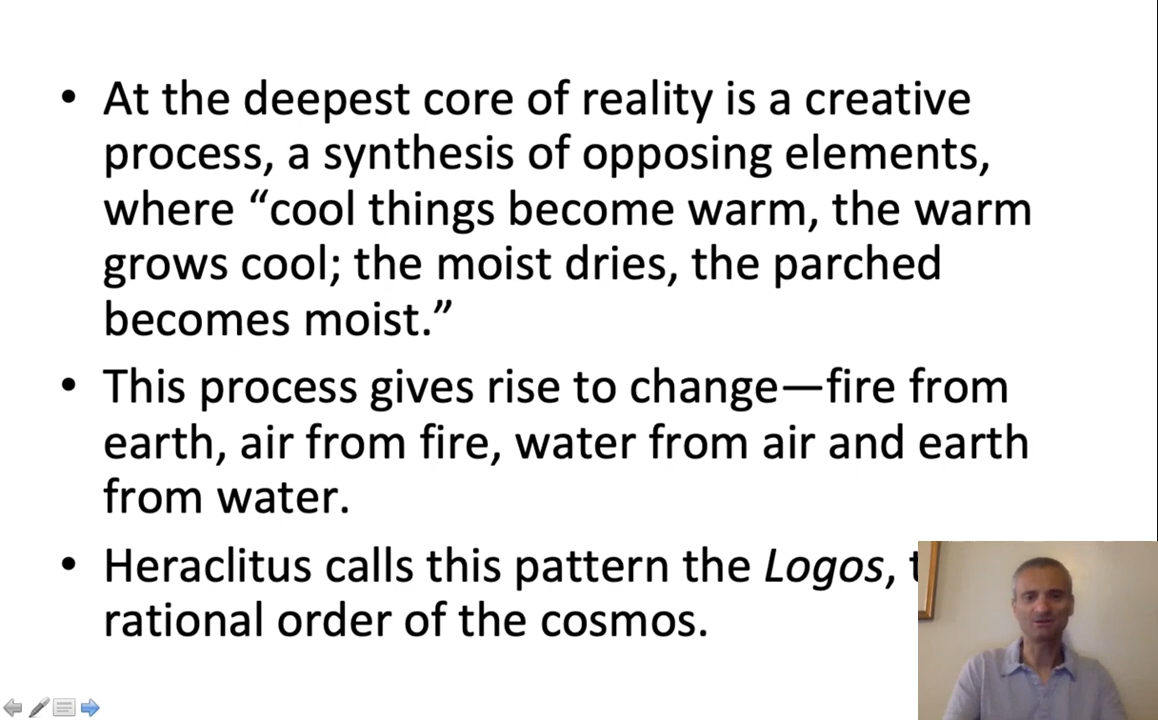 • At the deepest core of reality is a creative
process, a synthesis of opposing elements,
where “cool things become warm, the warm
grows cool; the moist dries, the parched
becomes moist.”
• This process gives rise to change—fire from
earth, air from fire, water from air and earth
from water.
• Heraclitus calls this pattern the Logos,
rational order of the cosmos.